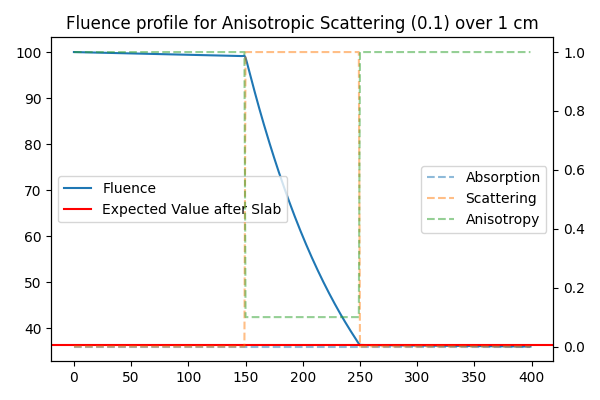 Fluence profile for Anisotropic Scattering (0.1) over 1 cm
100
90
80
70
60
50
40
1.0
0.8
0.6
0.4
0.2
0.0
Fluence
Expected Value after Slab
Absorption
Scattering
Anisotropy
0 50 100 150 200 250 300 350 400